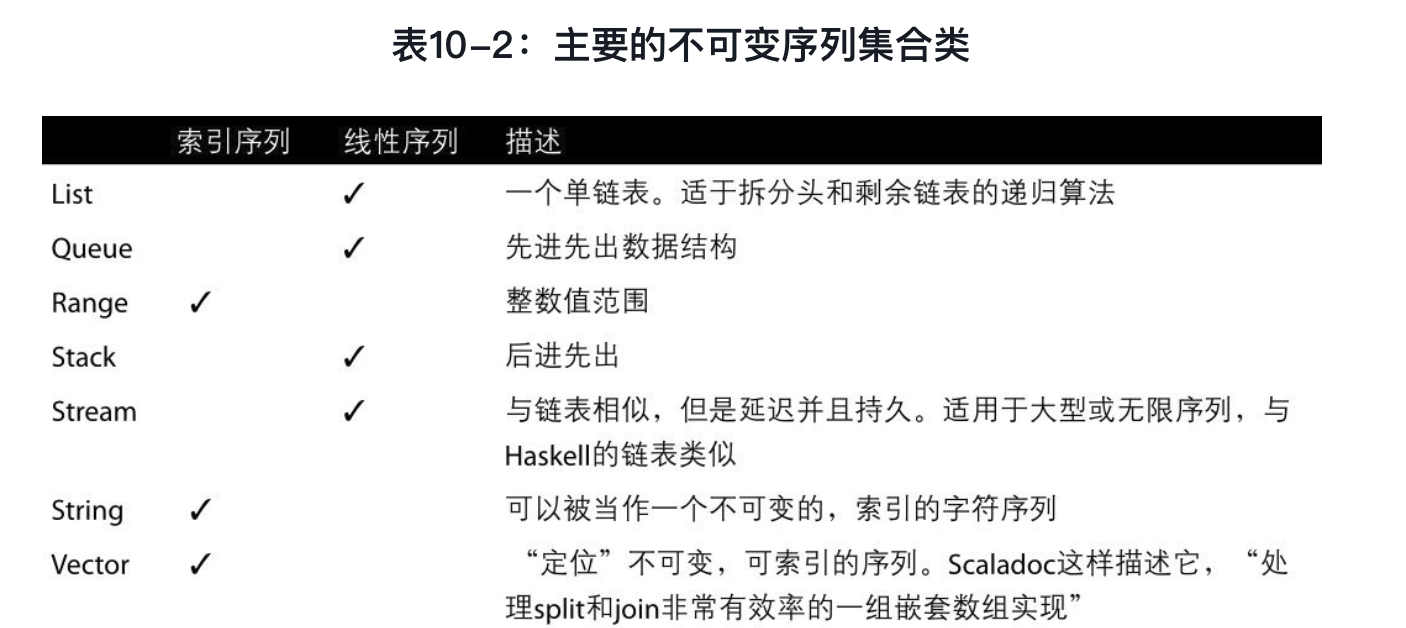 表10-2：主要的不可变序列集合类
索引序列 线性序列 描述
List ✓ 一个单链表。适于拆分头和剩余链表的递归算法
Queue ✓ 先进先出数据结构
Range ✓ 整数值范围
Stack ✓ 后进先出
Stream ✓ 与链表相似，但是延迟并且持久。适用于大型或无限序列，与
Haskell的链表类似
String ✓ 可以被当作一个不可变的，索引的字符序列
Vector ✓ “定位”不可变，可索引的序列。Scaladoc这样描述它，“处
理split和join非常有效率的一组嵌套数组实现”